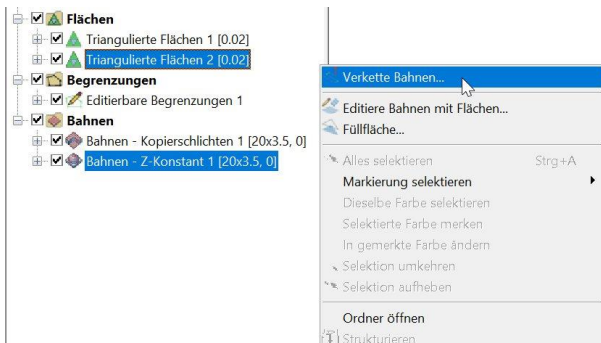 Flächen
Triangulierte Flächen 1 [0.02]
Triangulierte Flächen 2 [0.02]
Begrenzungen
Editierbare Begrenzungen 1
Bahnen
Bahnen - Kopierschlichten 1 [20x3.5, 0]
Bahnen - Z-Konstant 1 [20x3.5, 0]
Verkette Bahnen...
Editiere Bahnen mit Flächen...
Füllfläche...
Alles selektieren Strg+A
Markierung selektieren
Dieselbe Farbe selektieren
Selektierte Farbe merken
In gemerkte Farbe ändern
Selektion umkehren
Selektion aufheben
Ordner öffnen
Strukturieren